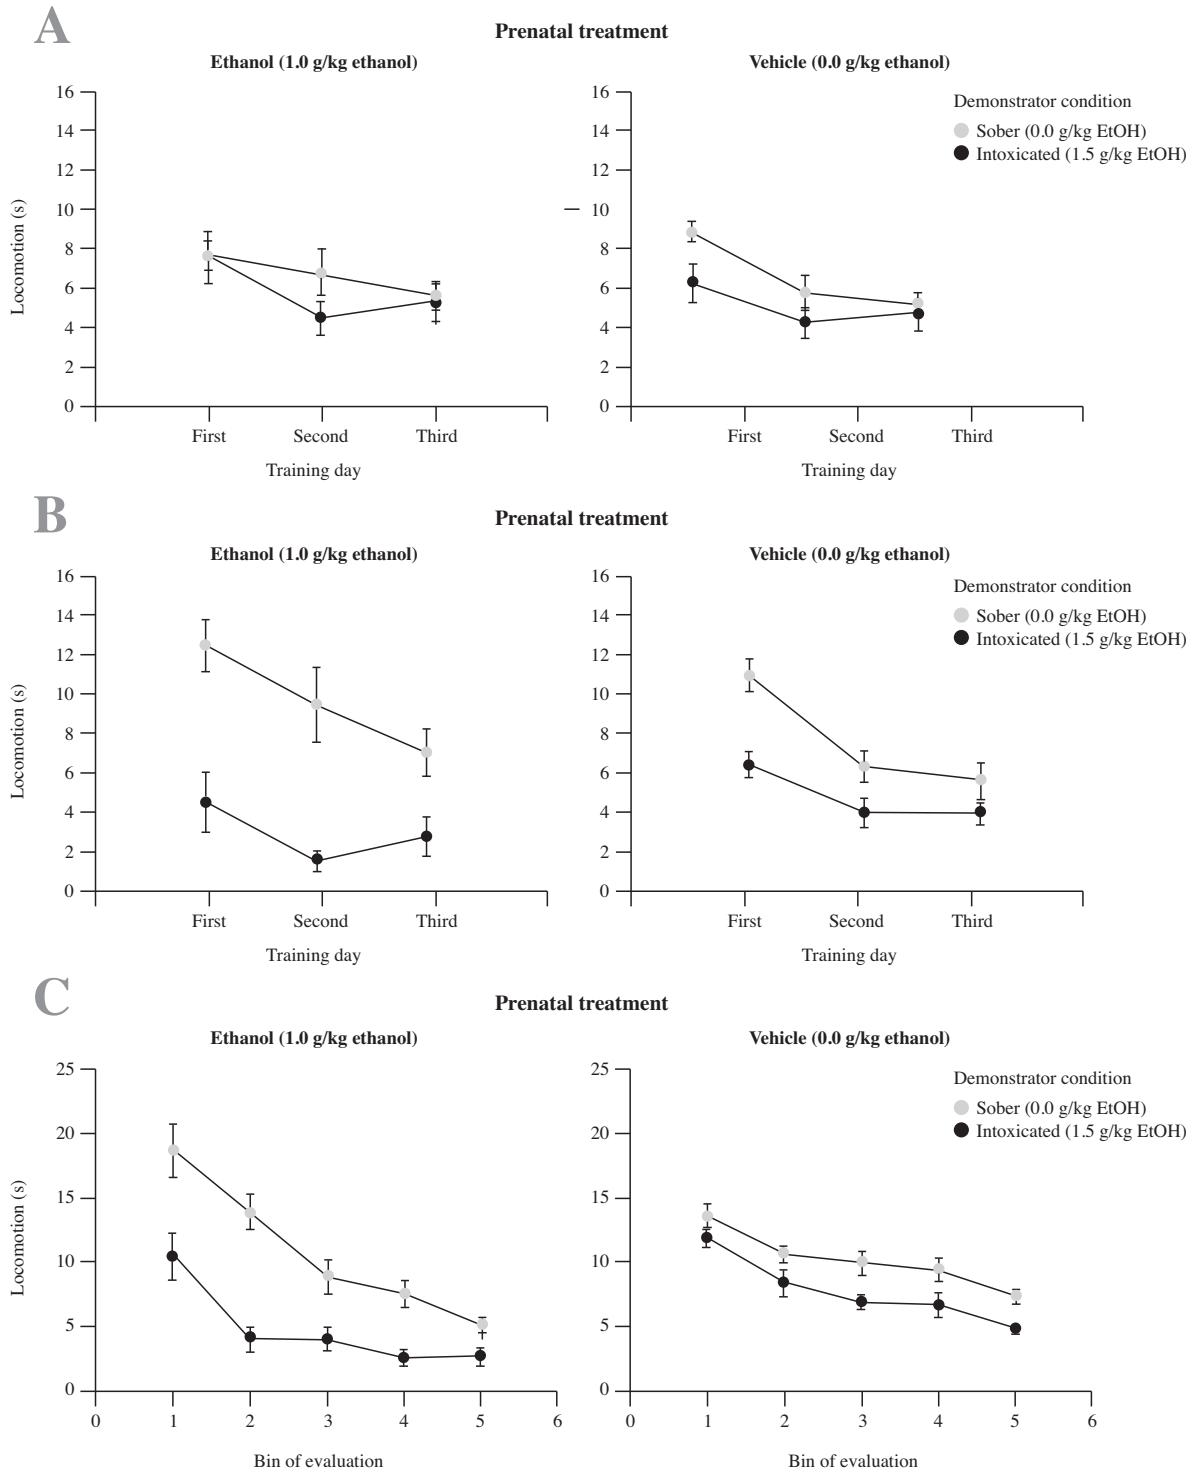 A
Prenatal treatment
Ethanol (1.0 g/kg ethanol)
Vehicle (0.0 g/kg ethanol)
Demonstrator condition
Sober (0.0 g/kg EtOH)
Intoxicated (1.5 g/kg EtOH)
Locomotion (s)
16
14
12
10
8
6
4
2
0
First Second Third
Training day
16
14
12
10
8
6
4
2
0
First Second Third
Training day
B
Prenatal treatment
Ethanol (1.0 g/kg ethanol)
Vehicle (0.0 g/kg ethanol)
Demonstrator condition
Sober (0.0 g/kg EtOH)
Intoxicated (1.5 g/kg EtOH)
Locomotion (s)
16
14
12
10
8
6
4
2
0
First Second Third
Training day
16
14
12
10
8
6
4
2
0
First Second Third
Training day
C
Prenatal treatment
Ethanol (1.0 g/kg ethanol)
Vehicle (0.0 g/kg ethanol)
Demonstrator condition
Sober (0.0 g/kg EtOH)
Intoxicated (1.5 g/kg EtOH)
Locomotion (s)
25
20
15
10
5
0
0 1 2 3 4 5 6
Bin of evaluation
25
20
15
10
5
0
0 1 2 3 4 5 6
Bin of evaluation